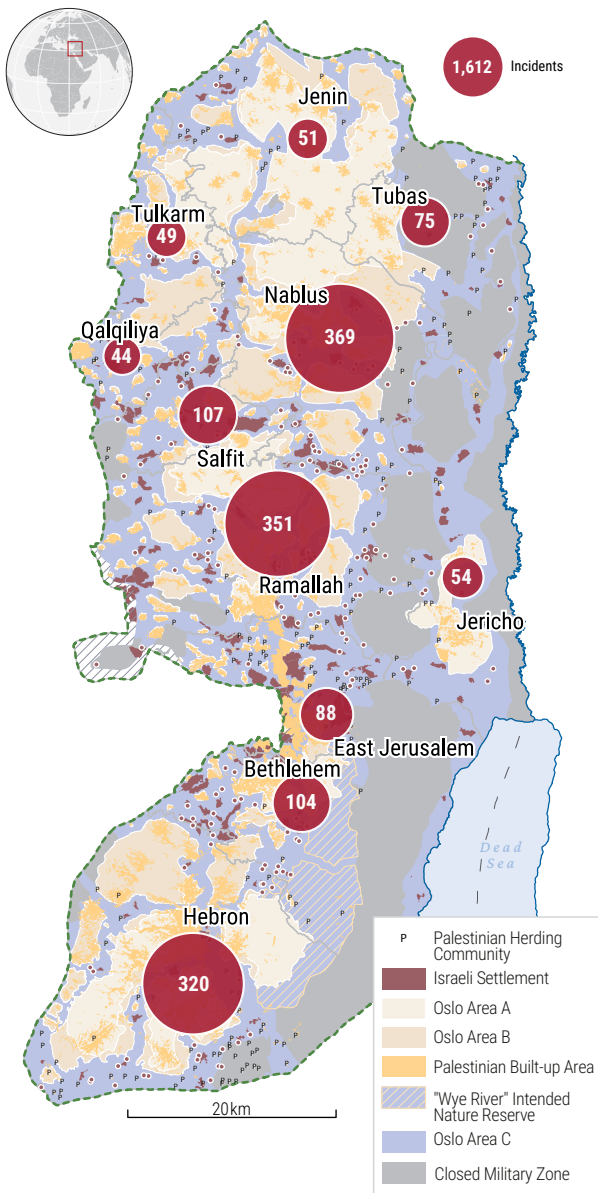 1,612
Incidents
Jenin
51
Tubas
75
Tulkarm
49
Nablus
369
Qalqiliya
44
107
Salfit
351
Ramallah
54
Jericho
88
East Jerusalem
Bethlehem
104
Dead
Sea
Hebron
320
20km
P Palestinian Herding
Community
Israeli Settlement
Oslo Area A
Oslo Area B
Palestinian Built-up Area
"Wye River" Intended
Nature Reserve
Oslo Area C
Closed Military Zone